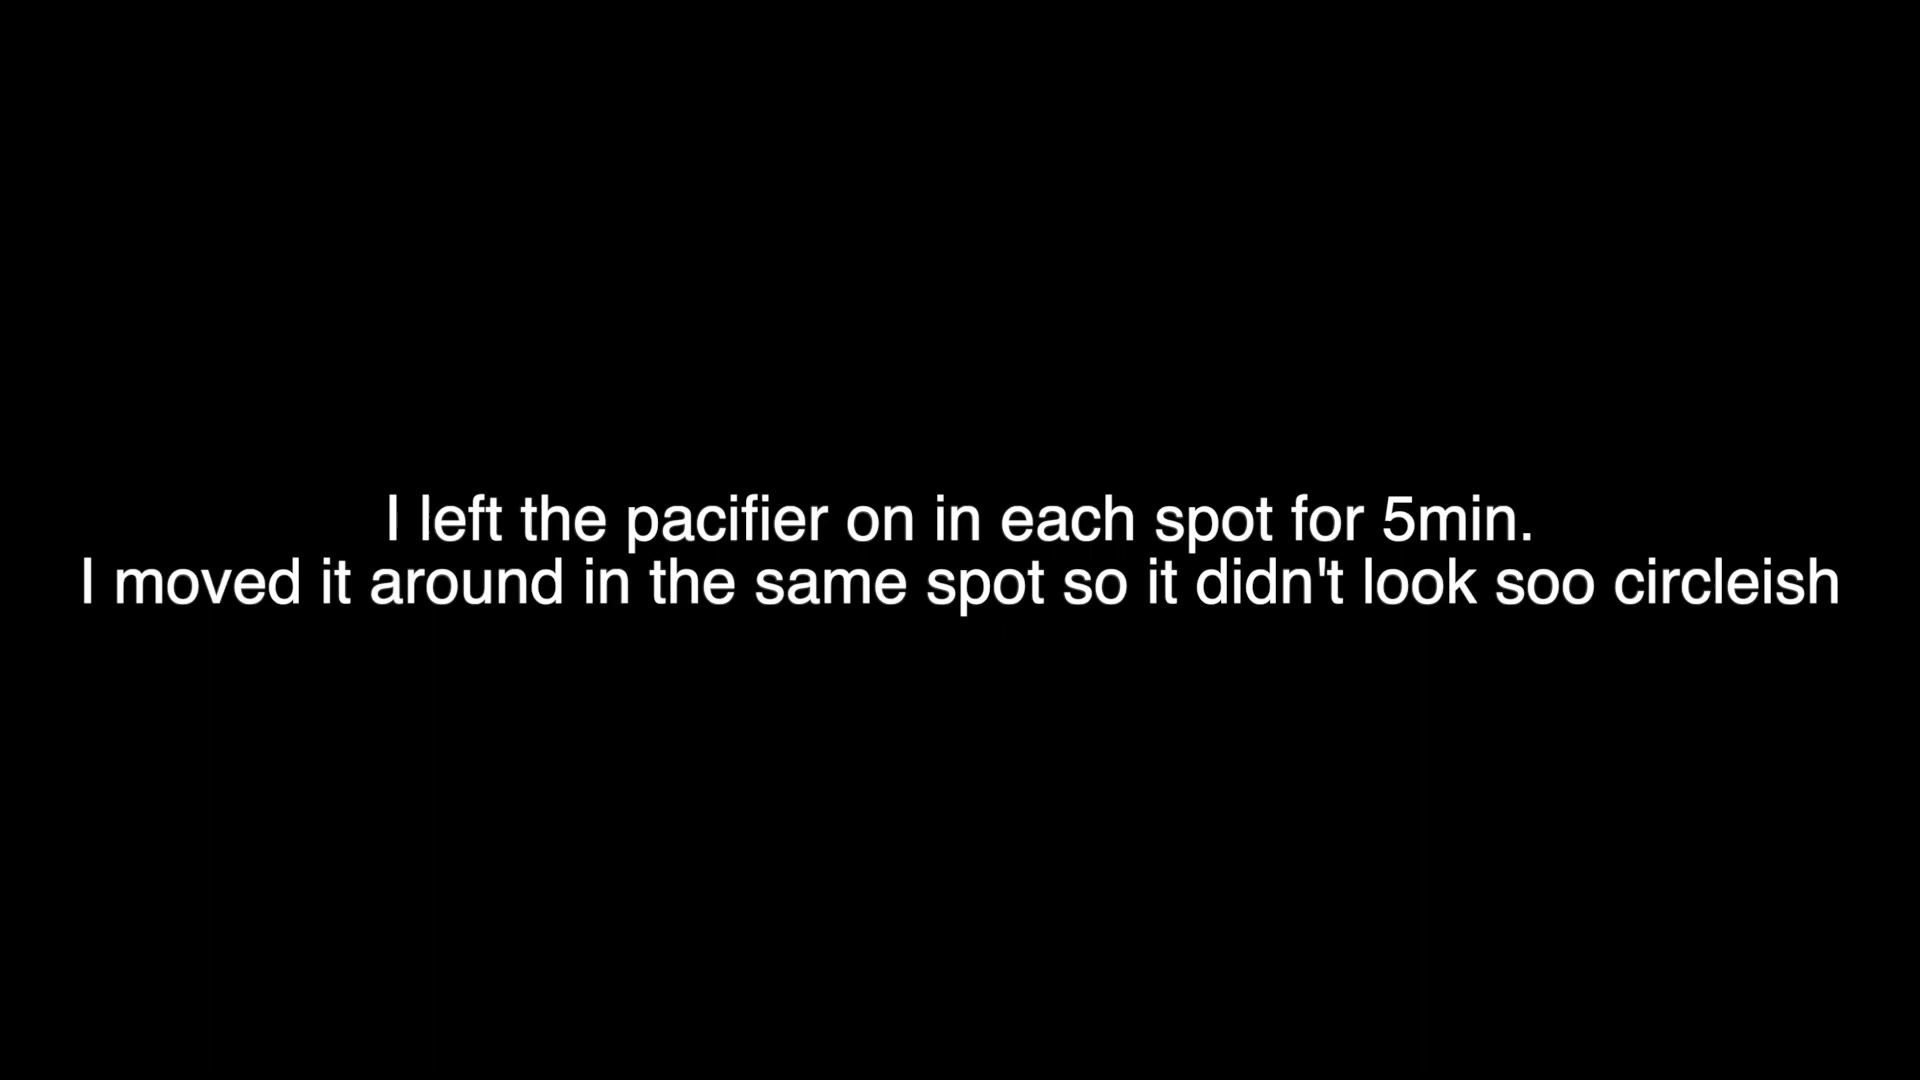 I left the pacifier on in each spot for 5min.
I moved it around in the same spot so it didn't look soo circleish